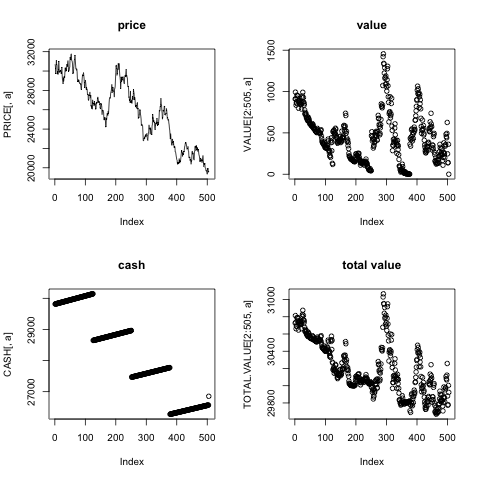 price
PRICE[, a]
32000
28000
24000
20000
0 100 200 300 400 500
Index
value
VALUE[2:505, a]
1500
1000
500
0
0 100 200 300 400 500
Index
cash
CASH[, a]
29000
27000
0 100 200 300 400 500
Index
total value
TOTAL.VALUE[2:505, a]
31000
30400
29800
0 100 200 300 400 500
Index